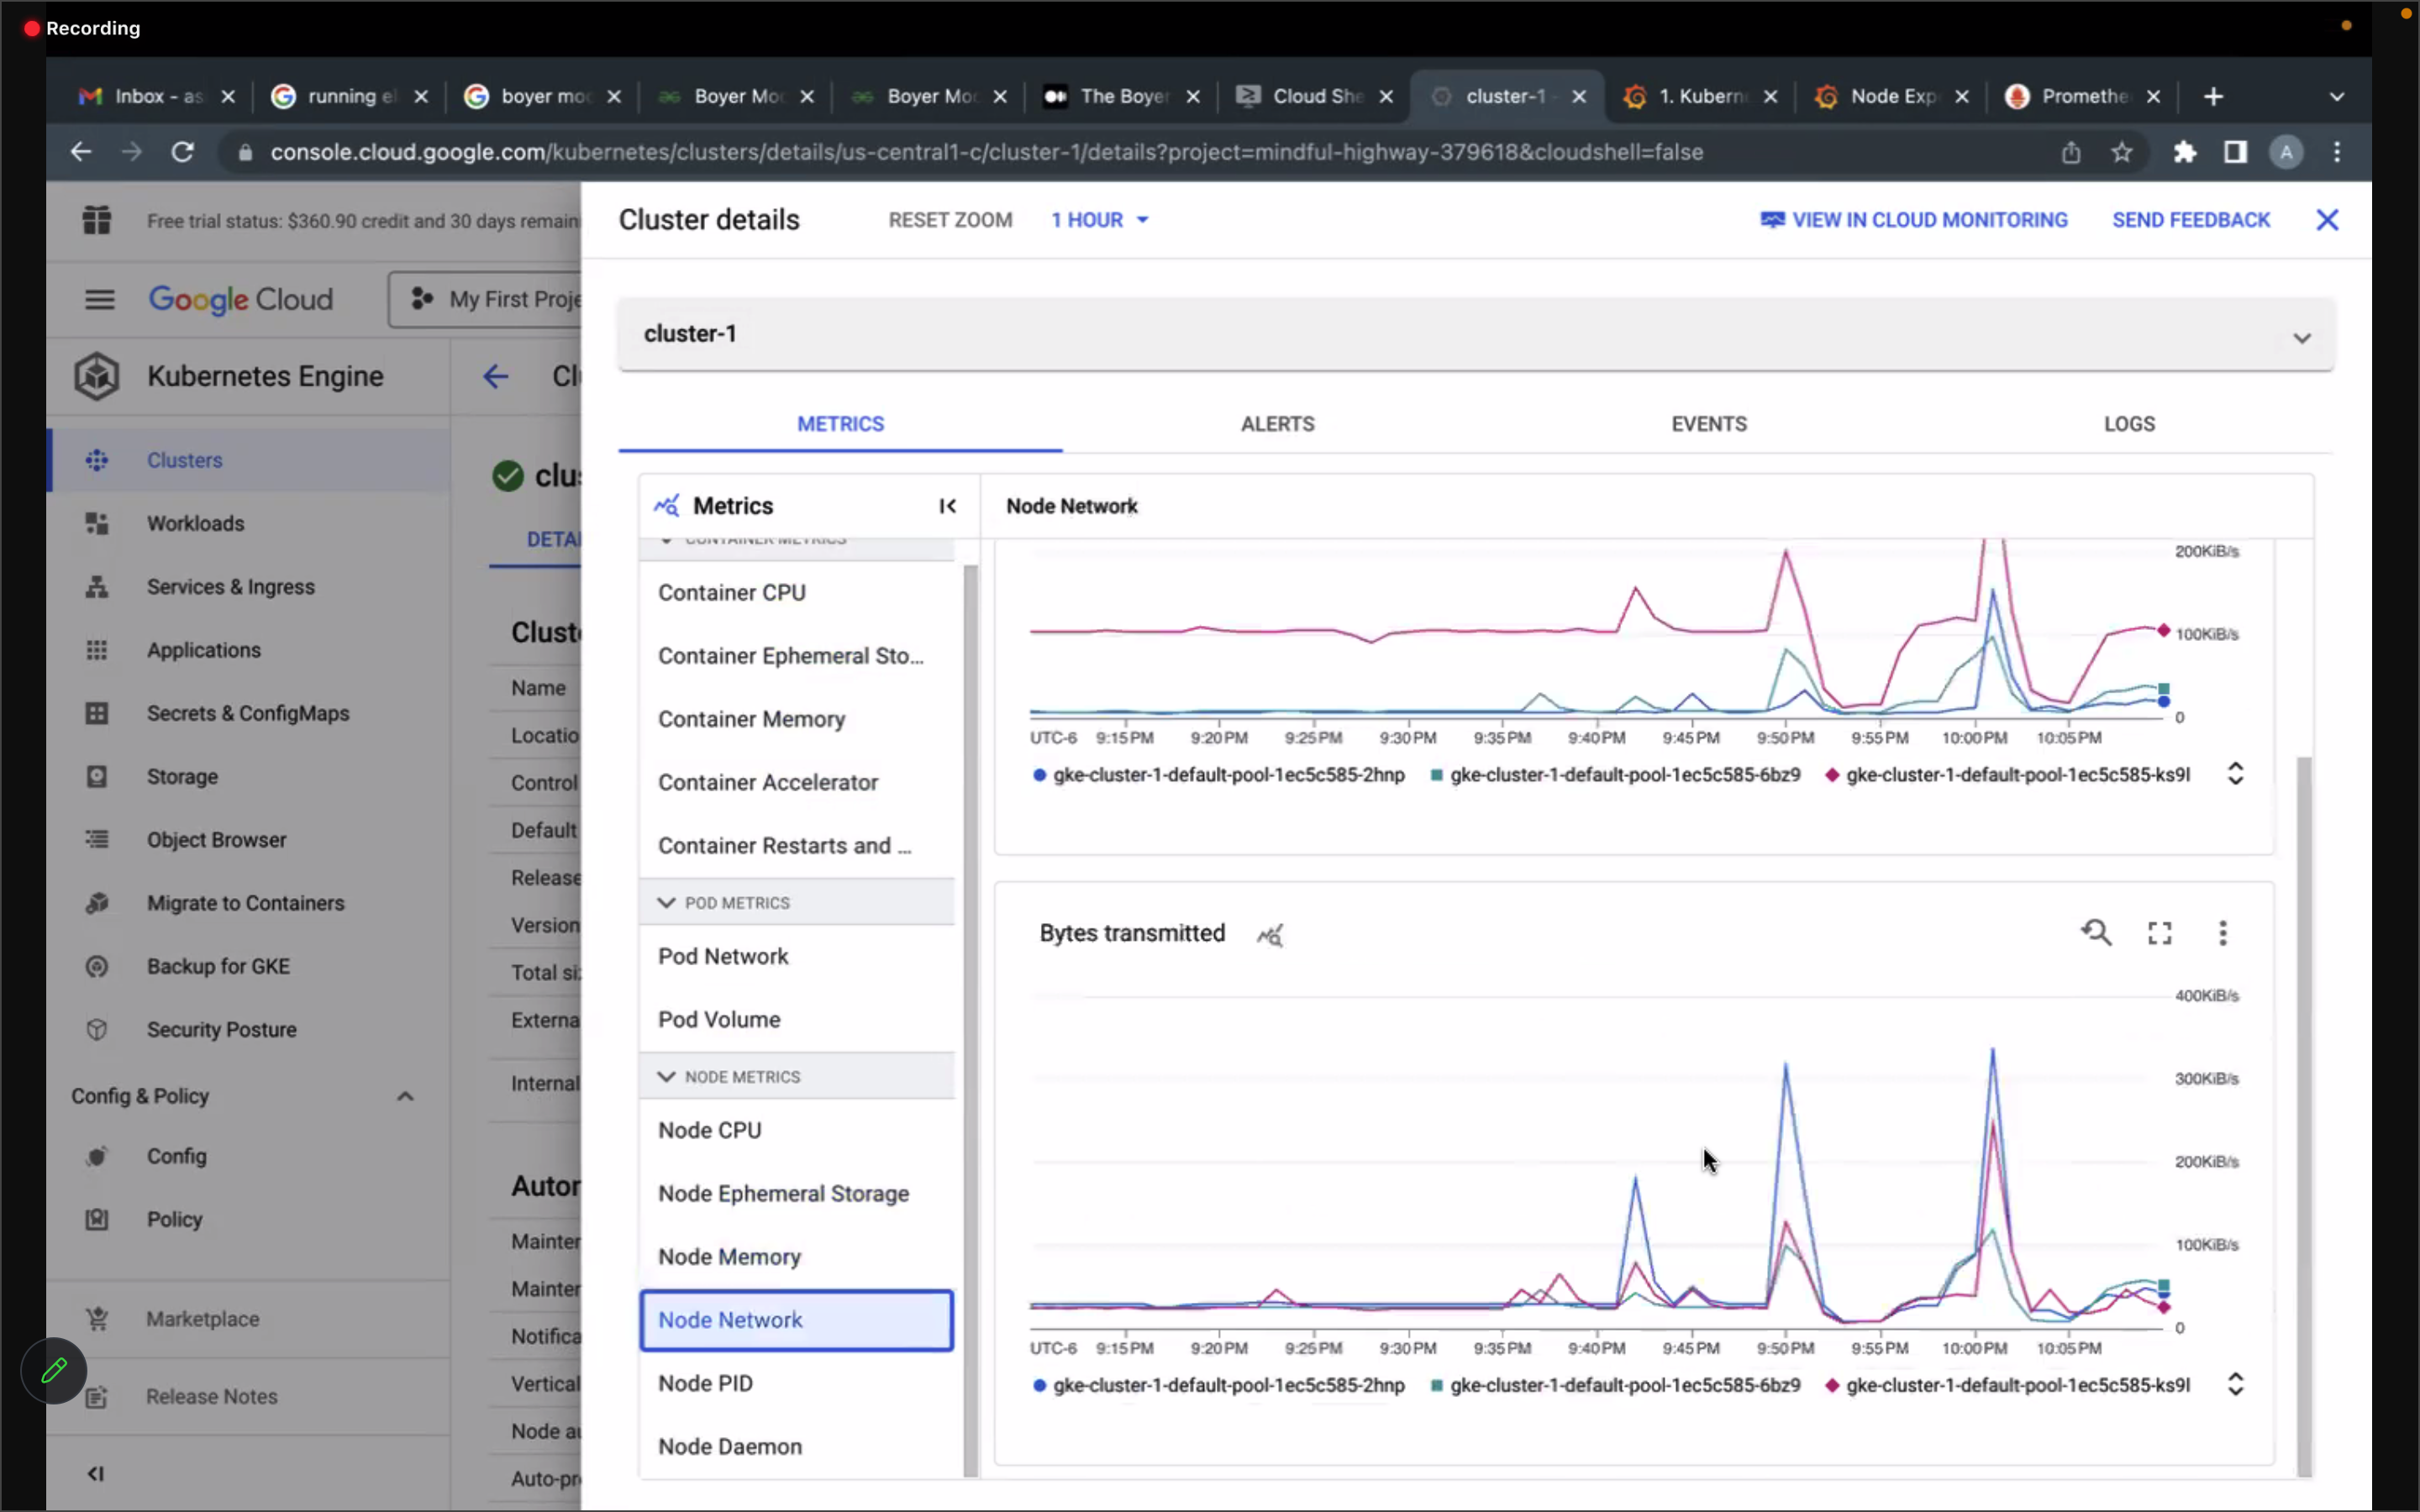 Recording
Inbox - as
running el
boyer moo
Boyer Moo
Boyer Moo
The Boyer
Cloud She
cluster-1 -
1. Kubern
Node Exp
Promethe
console.cloud.google.com/kubernetes/clusters/details/us-central1-c/cluster-1/details?project=mindful-highway-379618&cloudshell=false
A
Free trial status: $360.90 credit and 30 days remain
Google Cloud
My First Proje
Kubernetes Engine
Clusters
Workloads
Services & Ingress
Applications
Secrets & ConfigMaps
Storage
Object Browser
Migrate to Containers
Backup for GKE
Security Posture
Config & Policy
Config
Policy
Marketplace
Release Notes
Cl
clus
DETAI
Cluste
Name
Locatio
Control
Default
Release
Version
Total si
Externa
Internal
Autor
Mainter
Mainter
Notifica
Vertical
Node au
Auto-pr
Cluster details
RESET ZOOM
1 HOUR
VIEW IN CLOUD MONITORING
SEND FEEDBACK
cluster-1
METRICS
ALERTS
EVENTS
LOGS
Metrics
CONTAINER METRICS
Container CPU
Container Ephemeral Sto...
Container Memory
Container Accelerator
Container Restarts and ...
POD METRICS
Pod Network
Pod Volume
NODE METRICS
Node CPU
Node Ephemeral Storage
Node Memory
Node Network
Node PID
Node Daemon
Node Network
200KiB/s
100KiB/s
0
UTC-6 9:15 PM 9:20 PM 9:25 PM 9:30 PM 9:35 PM 9:40 PM 9:45 PM 9:50 PM 9:55 PM 10:00 PM 10:05 PM
gke-cluster-1-default-pool-1ec5c585-2hnp gke-cluster-1-default-pool-1ec5c585-6bz9 gke-cluster-1-default-pool-1ec5c585-ks9l
Bytes transmitted
400KiB/s
300KiB/s
200KiB/s
100KiB/s
0
UTC-6 9:15 PM 9:20 PM 9:25 PM 9:30 PM 9:35 PM 9:40 PM 9:45 PM 9:50 PM 9:55 PM 10:00 PM 10:05 PM
gke-cluster-1-default-pool-1ec5c585-2hnp gke-cluster-1-default-pool-1ec5c585-6bz9 gke-cluster-1-default-pool-1ec5c585-ks9l